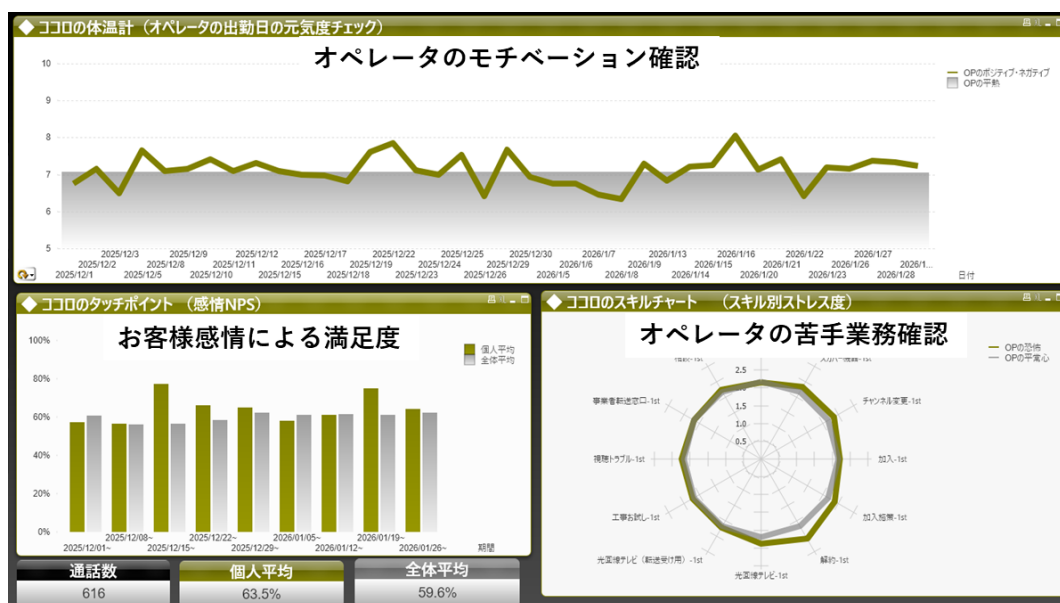 ◆ ココロの体温計（オペレータの出勤日の元気度チェック）
オペレータのモチベーション確認
OPのポジティブ・ネガティブ
OPの平熱
10
9
8
7
6
5
2025/12/3 2025/12/9 2025/12/12 2025/12/17 2025/12/22 2025/12/25 2025/12/30 2026/1/7 2026/1/13 2026/1/16 2026/1/22 2026/1/27
2025/12/2 2025/12/8 2025/12/11 2025/12/16 2025/12/19 2025/12/24 2025/12/29 2026/1/6 2026/1/9 2026/1/15 2026/1/21 2026/1/26 2026/1...
2025/12/1 2025/12/5 2025/12/10 2025/12/15 2025/12/18 2025/12/23 2025/12/26 2026/1/5 2026/1/8 2026/1/14 2026/1/20 2026/1/23 2026/1/28
日付
◆ ココロのタッチポイント （感情NPS）
お客様感情による満足度
個人平均
全体平均
100%
80%
60%
40%
20%
0%
2025/12/08~ 2025/12/22~ 2026/01/05~ 2026/01/19~
2025/12/01~ 2025/12/15~ 2025/12/29~ 2026/01/12~ 2026/01/26~
期間
通話数
616
個人平均
63.5%
全体平均
59.6%
◆ ココロのスキルチャート （スキル別ストレス度）
オペレータの苦手業務確認
OPの恐怖
OPの平常心
2.5
1.5
1.0
0.5
チャンネル変更-1st
加入-1st
加入施策-1st
解約-1st
光回線テレビ-1st
光回線テレビ（転送受け用）-1st
工事お試し-1st
視聴トラブル-1st
事業者転送窓口-1st